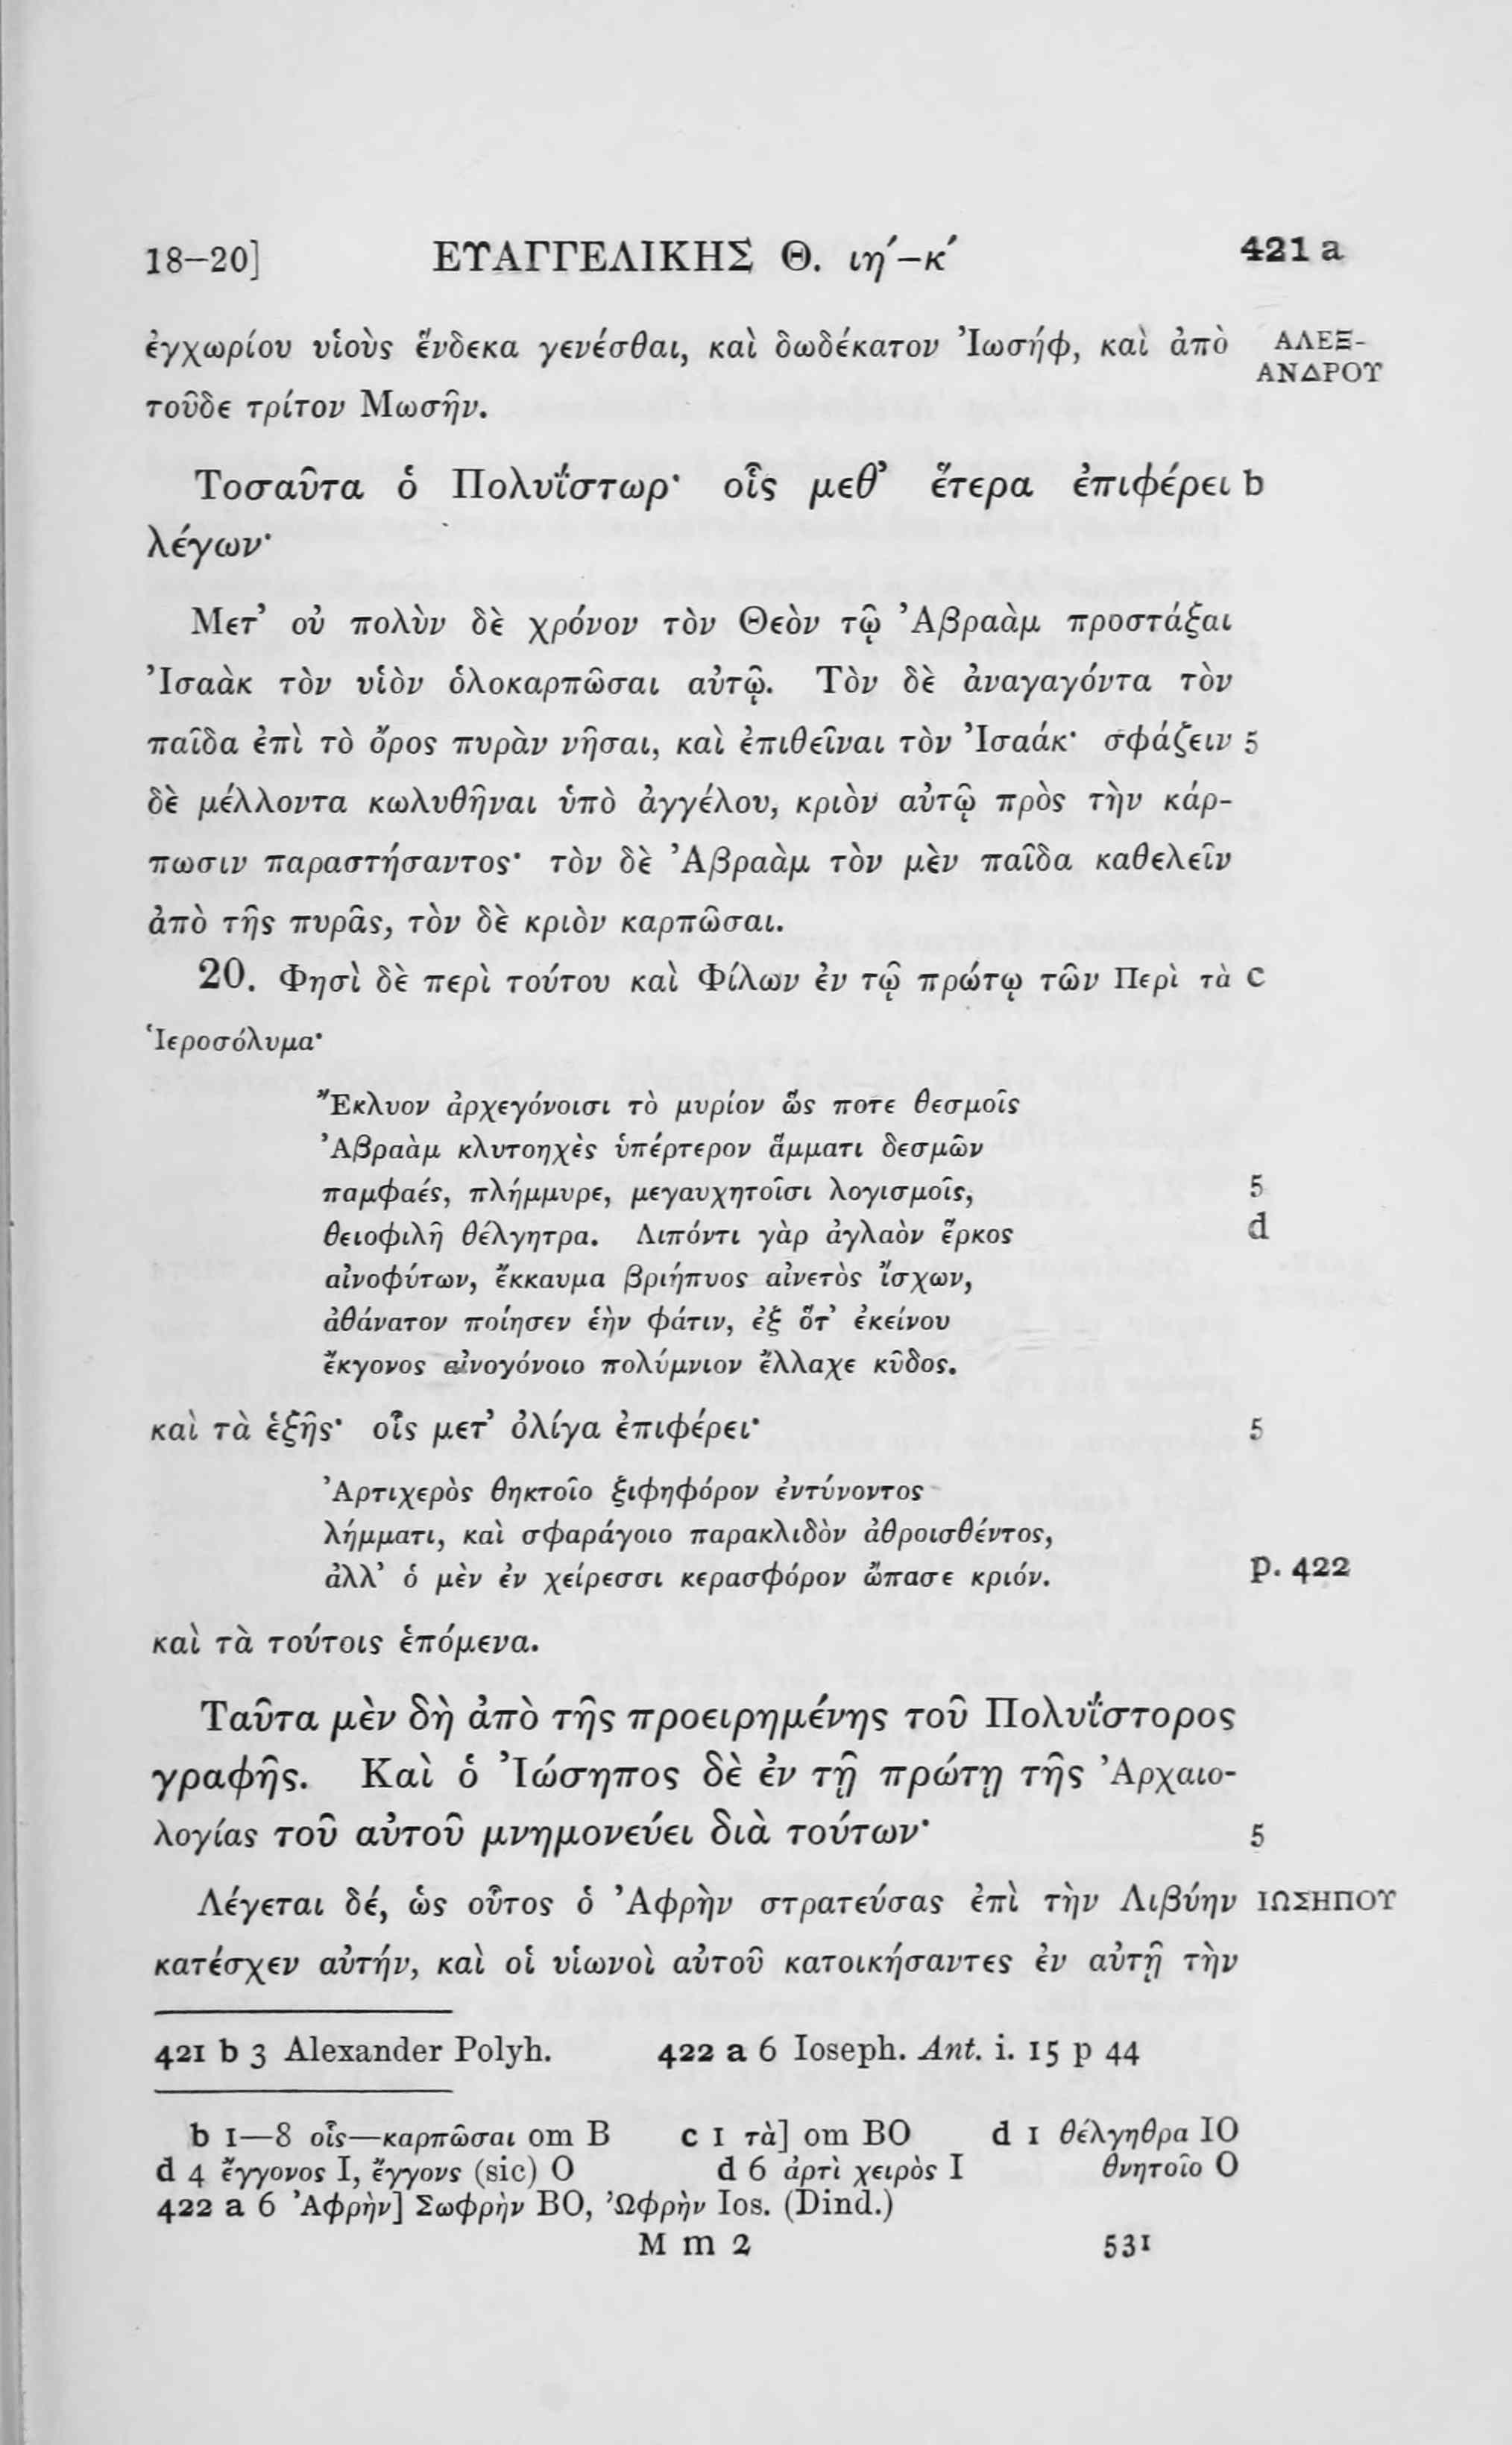 18–20] ΕΥΑΓΓΕΛΙΚΗΣ Θ. ιη΄–κ΄ 421 a
ἐγχωρίου υἱοὺς ἕνδεκα γενέσθαι, καὶ δωδέκατον Ἰωσήφ, καὶ ἀπὸ ΑΛΕΞ-
ΑΝΔΡΟΥ
τοῦδε τρίτον Μωσῆν.
Τοσαῦτα ὁ Πολυΐστωρ· οἷς μεθ’ ἕτερα ἐπιφέρει b
λέγων·
Μετ’ οὐ πολὺν δὲ χρόνον τὸν Θεὸν τῷ Ἀβραὰμ προστάξαι
Ἰσαὰκ τὸν υἱὸν ὁλοκαρπῶσαι αὐτῷ. Τὸν δὲ ἀναγαγόντα τὸν
παῖδα ἐπὶ τὸ ὄρος πυρὰν νῆσαι, καὶ ἐπιθεῖναι τὸν Ἰσαάκ· σφάζειν 5
δὲ μέλλοντα κωλυθῆναι ὑπὸ ἀγγέλου, κριὸν αὐτῷ πρὸς τὴν κάρ-
πωσιν παραστήσαντος· τὸν δὲ Ἀβραὰμ τὸν μὲν παῖδα καθελεῖν
ἀπὸ τῆς πυρᾶς, τὸν δὲ κριὸν καρπῶσαι.
20. Φησὶ δὲ περὶ τούτου καὶ Φίλων ἐν τῷ πρώτῳ τῶν Περὶ τὰ c
Ἱεροσόλυμα·
Ἔκλυον ἀρχεγόνοισι τὸ μυρίον ὥς ποτε θεσμοῖς
Ἀβραὰμ κλυτοηχὲς ὑπέρτερον ἅμματι δεσμῶν
παμφαές, πλήμμυρε, μεγαυχητοῖσι λογισμοῖς, 5
θειοφιλῆ θέλγητρα. Λιπόντι γὰρ ἀγλαὸν ἕρκος d
αἰνοφύτων, ἔκκαυμα βριήπυος αἰνετὸς ἴσχων,
ἀθάνατον ποίησεν ἑὴν φάτιν, ἐξ ὅτ’ ἐκείνου
ἔκγονος αἰνογόνοιο πολύμνιον ἔλλαχε κῦδος.
καὶ τὰ ἑξῆς· οἷς μετ’ ὀλίγα ἐπιφέρει· 5
Ἀρτιχερὸς θηκτοῖο ξιφηφόρον ἐντύνοντος
λήμματι, καὶ σφαράγοιο παρακλιδὸν ἀθροισθέντος,
ἀλλ’ ὁ μὲν ἐν χείρεσσι κερασφόρον ὤπασε κριόν. p. 422
καὶ τὰ τούτοις ἑπόμενα.
Ταῦτα μὲν δὴ ἀπὸ τῆς προειρημένης τοῦ Πολυΐστορος
γραφῆς. Καὶ ὁ Ἰώσηπος δὲ ἐν τῇ πρώτῃ τῆς Ἀρχαιο-
λογίας τοῦ αὐτοῦ μνημονεύει διὰ τούτων· 5
Λέγεται δέ, ὡς οὗτος ὁ Ἀφρὴν στρατεύσας ἐπὶ τὴν Λιβύην ΙΩΣΗΠΟΥ
κατέσχεν αὐτήν, καὶ οἱ υἱωνοὶ αὐτοῦ κατοικήσαντες ἐν αὐτῇ τὴν
421 b 3 Alexander Polyh. 422 a 6 Ioseph. Ant. i. 15 p 44
b 1—8 οἷς—καρπῶσαι om B c 1 τὰ] om BO d 1 θέλγηθρα IO
d 4 ἔγγονος I, ἔγγονς (sic) O d 6 ἀρτὶ χειρὸς I θνητοῖο O
422 a 6 Ἀφρὴν] Σωφρὴν BO, Ὠφρὴν Ios. (Dind.)
M m 2 531